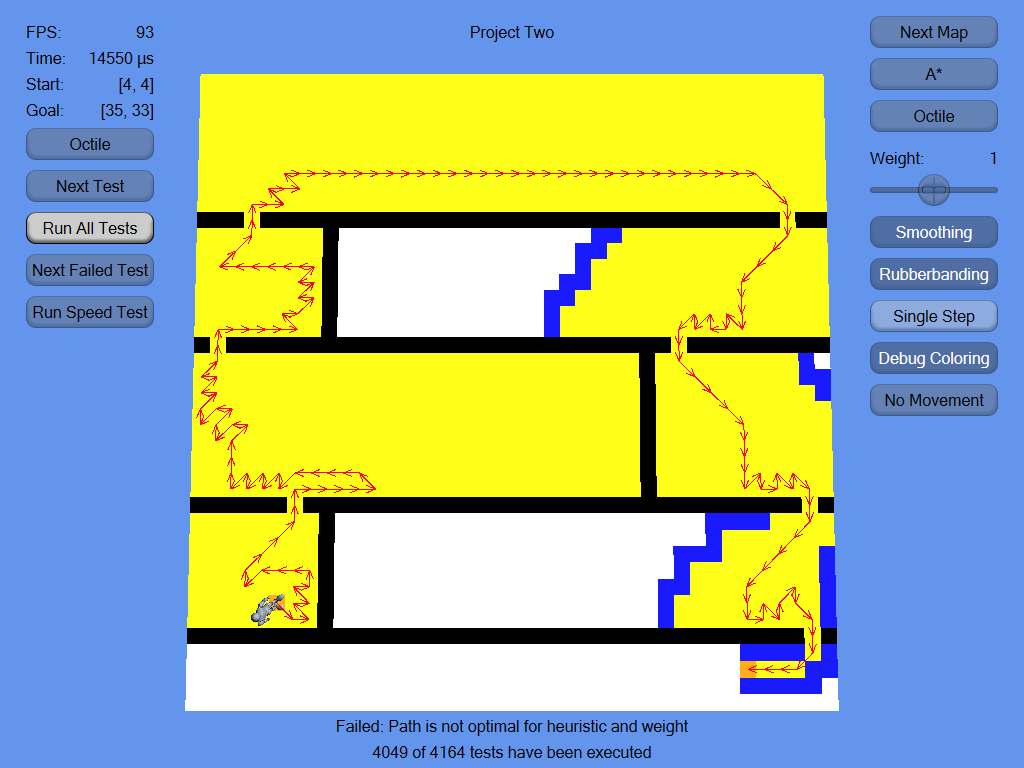 FPS: 93
Time: 14550 µs
Start: [4, 4]
Goal: [35, 33]
Octile
Next Test
Run All Tests
Next Failed Test
Run Speed Test
Project Two
Next Map
A*
Octile
Weight: 1
Smoothing
Rubberbanding
Single Step
Debug Coloring
No Movement
Failed: Path is not optimal for heuristic and weight
4049 of 4164 tests have been executed